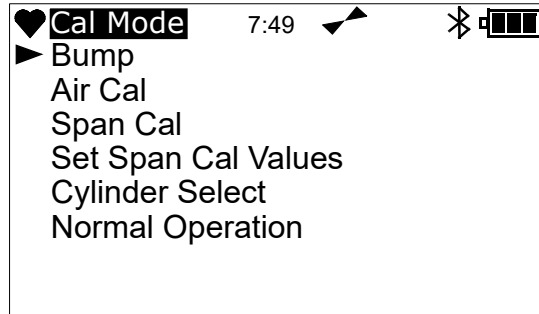 Cal Mode 7:49
Bump
Air Cal
Span Cal
Set Span Cal Values
Cylinder Select
Normal Operation